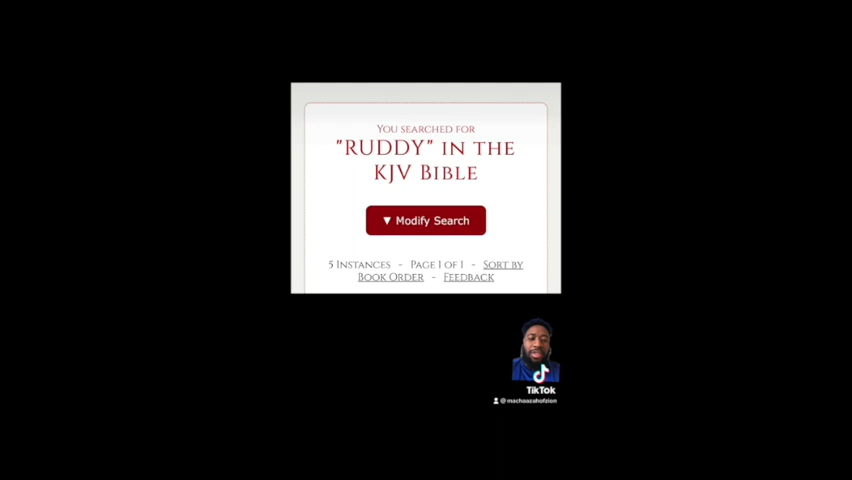 You searched for
"RUDDY" in the
KJV Bible
▼ Modify Search
5 Instances - Page 1 of 1 - Sort by
Book Order - Feedback
TikTok
@machaazahofzion